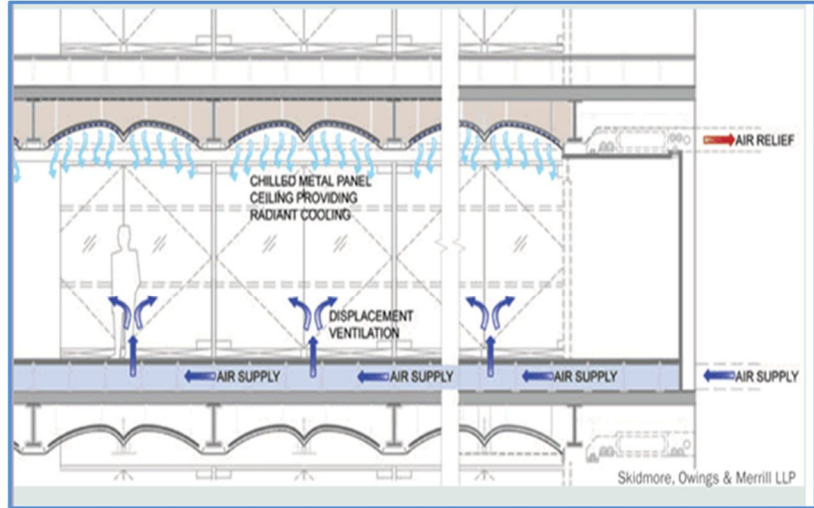 AIR RELIEF
CHILLED METAL PANEL
CEILING PROVIDING
RADIANT COOLING
DISPLACEMENT
VENTILATION
AIR SUPPLY
AIR SUPPLY
AIR SUPPLY
AIR SUPPLY
Skidmore, Owings & Merrill LLP